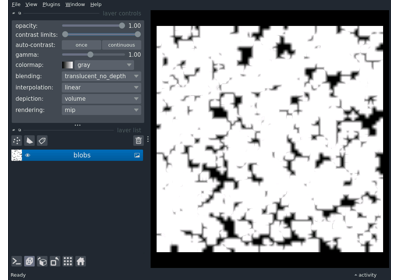 File View Plugins Window Help
layer controls
opacity: 1.00
contrast limits:
auto-contrast: once continuous
gamma: 1.00
colormap: gray
blending: translucent_no_depth
interpolation: linear
depiction: volume
rendering: mip
layer list
blobs
Ready activity